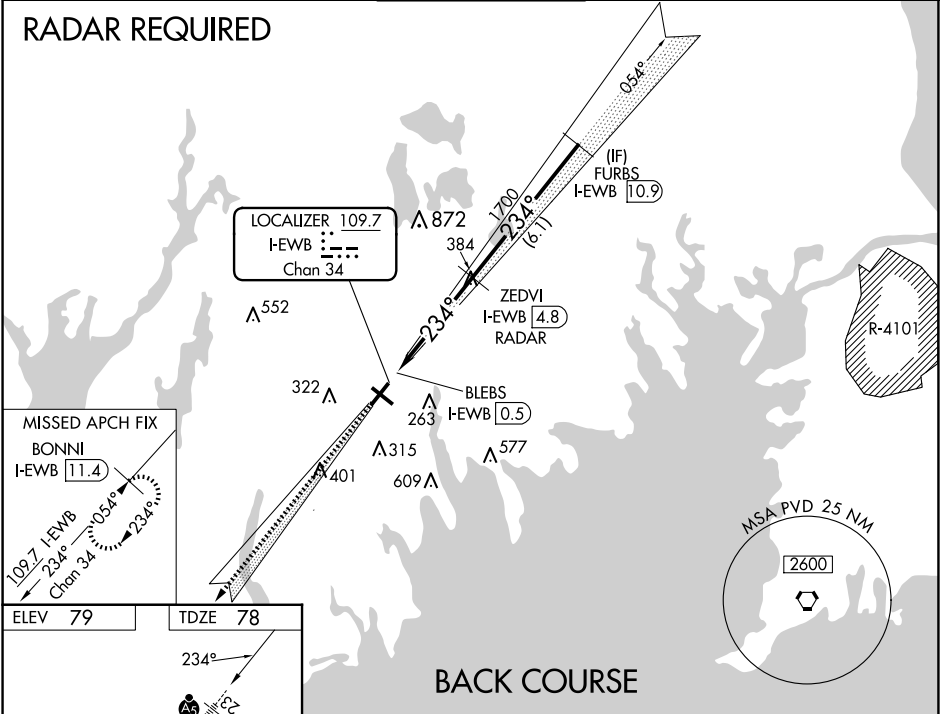 RADAR REQUIRED
054°
(IF)
FURBS
I-EWB 10.9
1700
234°
(6.1)
LOCALIZER 109.7
I-EWB
Chan 34
872
384
ZEDVI
I-EWB 4.8
RADAR
552
234°
R-4101
322
BLEBS
I-EWB 0.5
263
315
577
401
609
MISSED APCH FIX
BONNI
I-EWB 11.4
054°
234°
109.7 I-EWB
234°
Chan 34
MSA PVD 25 NM
2600
ELEV 79
TDZE 78
234°
BACK COURSE
A5
23